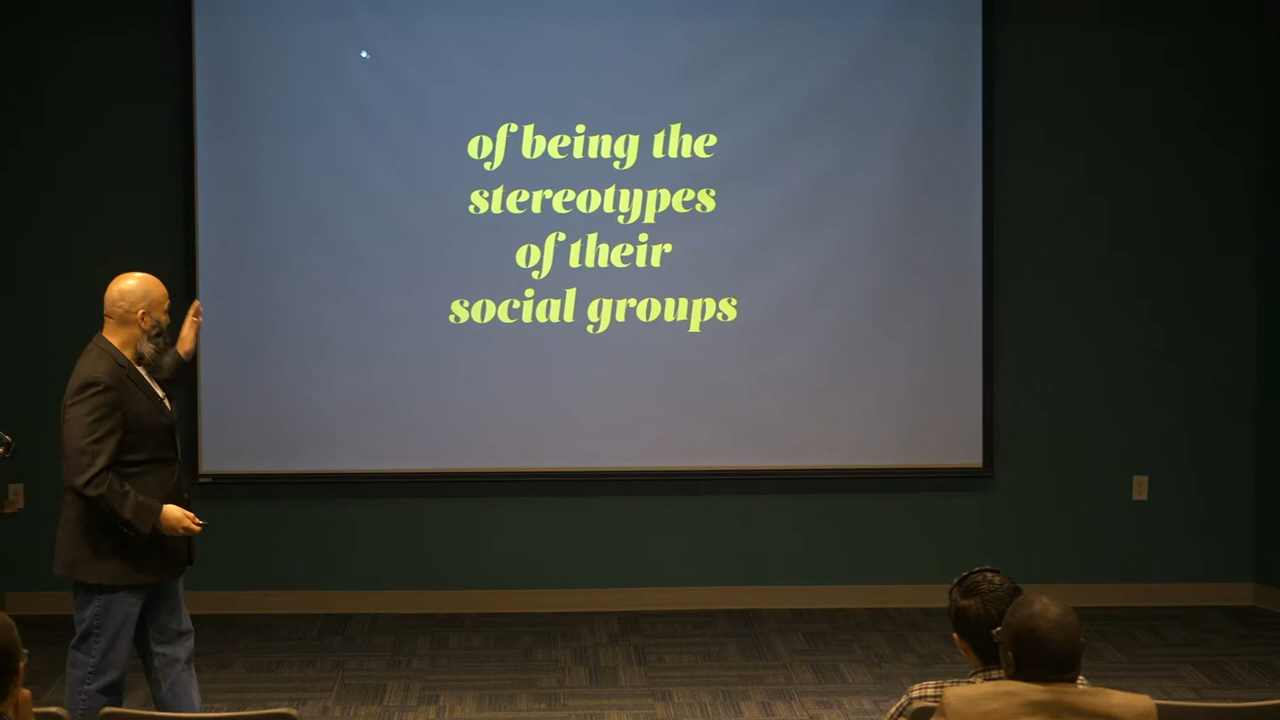 of being the
stereotypes
of their
social groups